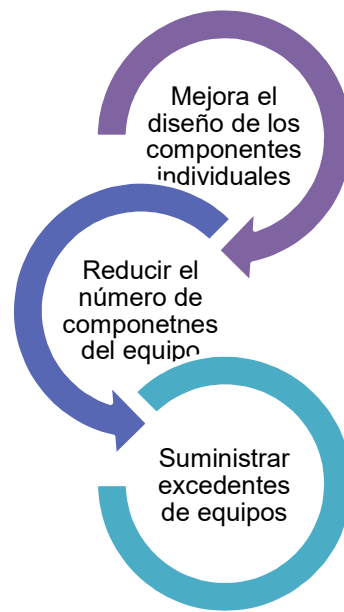 Mejora el
diseño de los
componentes
individuales
Reducir el
número de
componetnes
del equipo
Suministrar
excedentes
de equipos